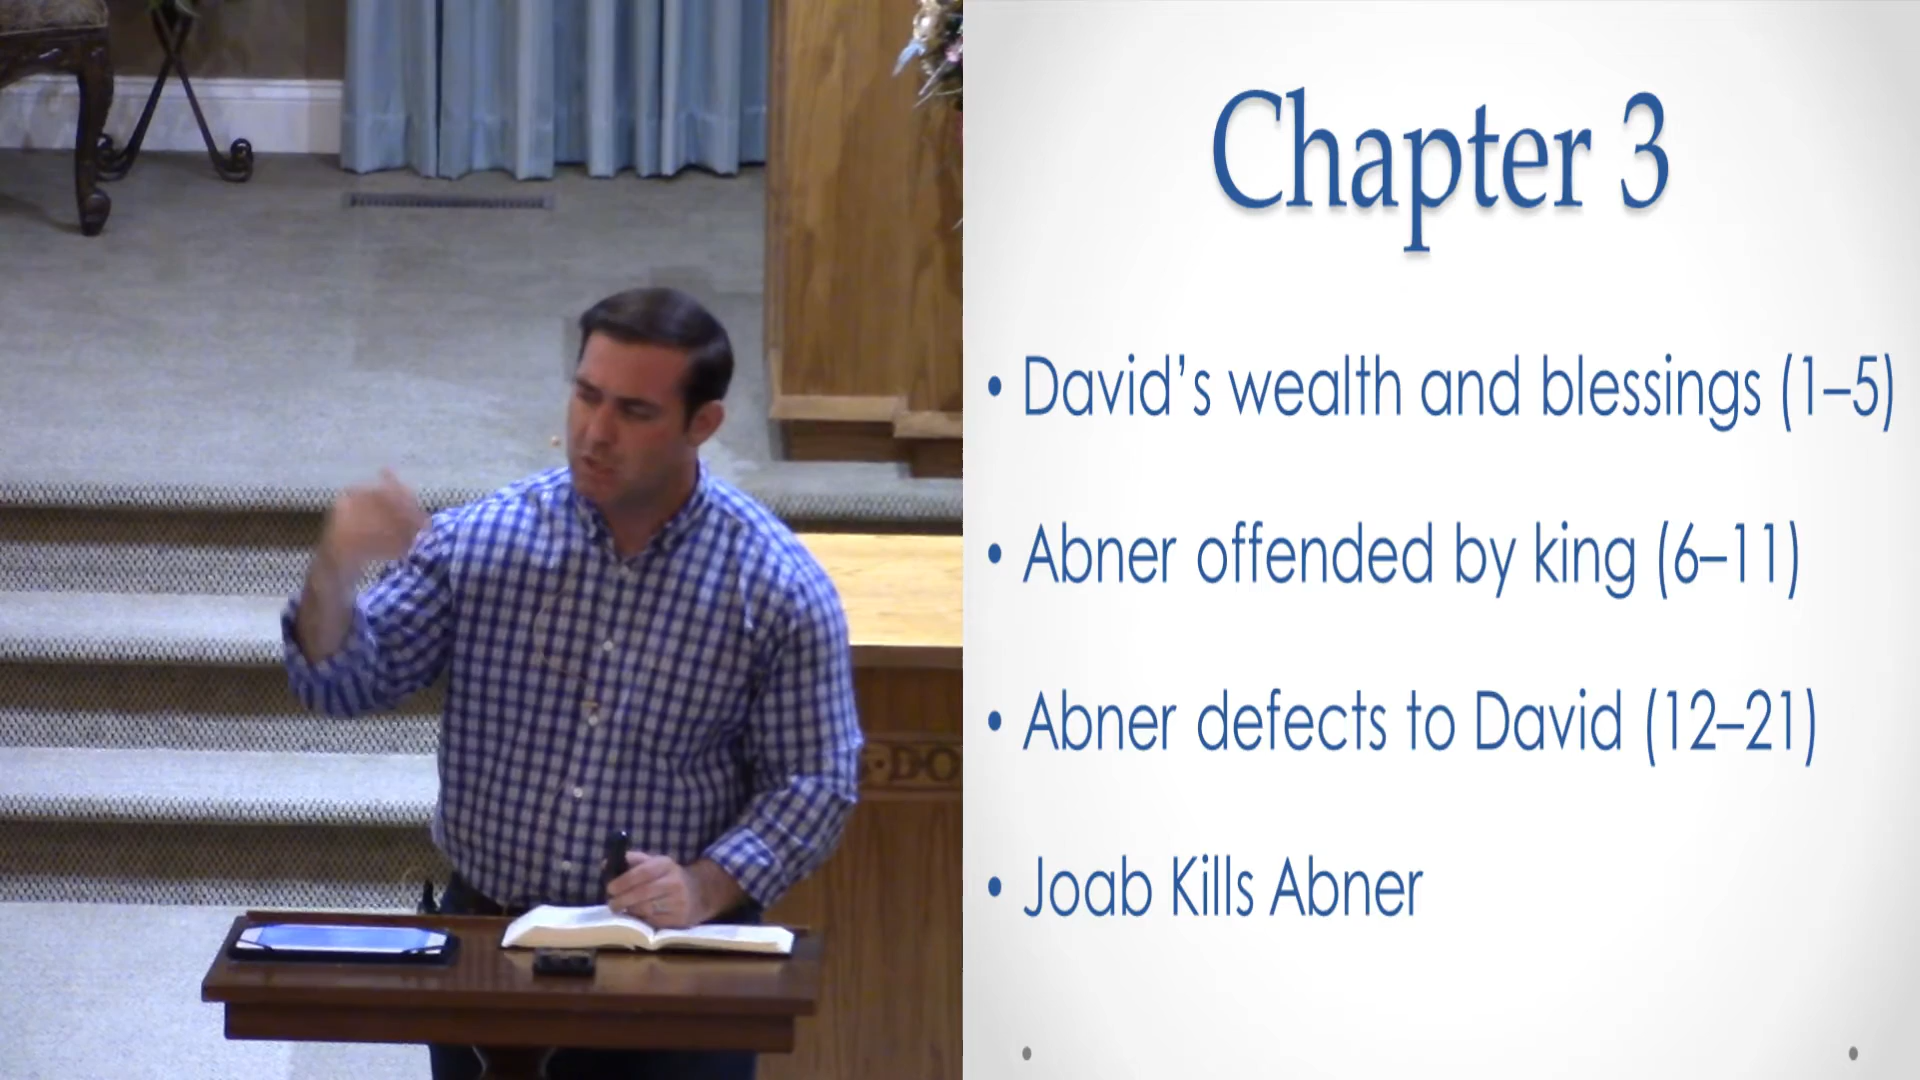 Chapter 3
• David’s wealth and blessings (1–5)
• Abner offended by king (6–11)
• Abner defects to David (12–21)
• Joab Kills Abner